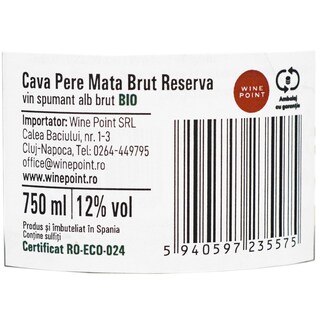 Cava Pere Mata Brut Reserva
vin spumant alb brut BIO
WINE
POINT
Ambalaj
cu garanție
Importator: Wine Point SRL
Calea Baciului, nr. 1-3
Cluj-Napoca, Tel: 0264-449795
office@winepoint.ro
www.winepoint.ro
750 ml | 12% vol
Produs și îmbuteliat în Spania
Conține sulfiți
Certificat RO-ECO-024
5 940597 235575